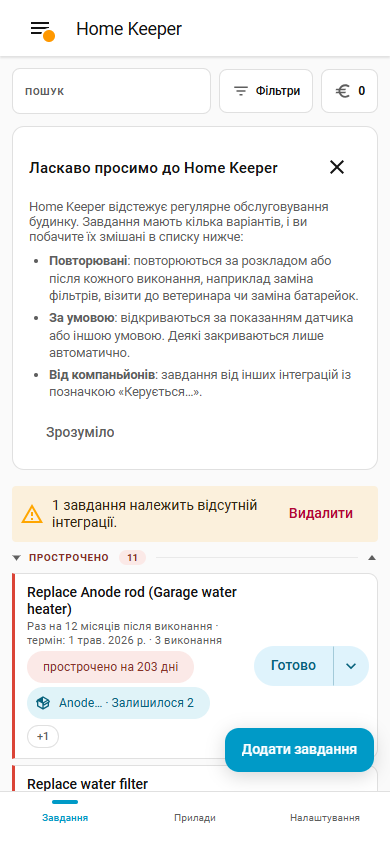 Home Keeper
ПОШУК
Фільтри
0
Ласкаво просимо до Home Keeper
Home Keeper відстежує регулярне обслуговування
будинку. Завдання мають кілька варіантів, і ви
побачите їх змішані в списку нижче:
• Повторювані: повторюються за розкладом або
після кожного виконання, наприклад заміна
фільтрів, візити до ветеринара чи заміна батарейок.
• За умовою: відкриваються за показанням датчика
або іншою умовою. Деякі закриваються лише
автоматично.
• Від компаньйонів: завдання від інших інтеграцій із
позначкою «Керується…».
Зрозуміло
1 завдання належить відсутній
інтеграції.
Видалити
ПРОСТРОЧЕНО 11
Replace Anode rod (Garage water
heater)
Раз на 12 місяців після виконання ·
термін: 1 трав. 2026 р. · 3 виконання
прострочено на 203 дні
Готово
Anode… · Залишилося 2
+1
Додати завдання
Replace water filter
Завдання
Прилади
Налаштування